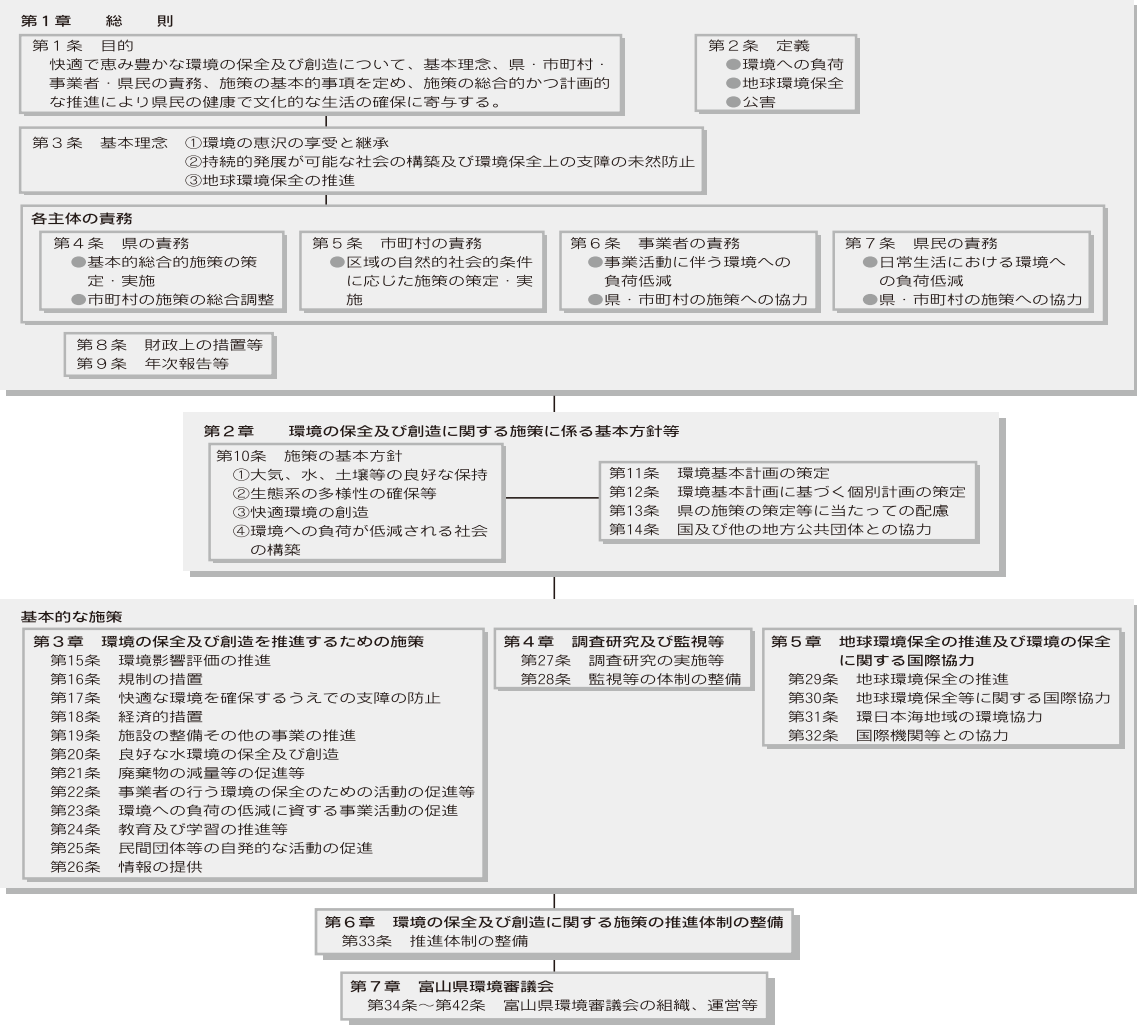 第１章　総　則
第１条　目的
快適で恵み豊かな環境の保全及び創造について、基本理念、県・市町村・
事業者・県民の責務、施策の基本的事項を定め、施策の総合的かつ計画的
な推進により県民の健康で文化的な生活の確保に寄与する。
第２条　定義
●環境への負荷
●地球環境保全
●公害
第３条　基本理念　①環境の恵沢の享受と継承
②持続的発展が可能な社会の構築及び環境保全上の支障の未然防止
③地球環境保全の推進
各主体の責務
第４条　県の責務
●基本的総合的施策の策
定・実施
●市町村の施策の総合調整
第５条　市町村の責務
●区域の自然的社会的条件
に応じた施策の策定・実
施
第６条　事業者の責務
●事業活動に伴う環境への
負荷低減
●県・市町村の施策への協力
第７条　県民の責務
●日常生活における環境へ
の負荷低減
●県・市町村の施策への協力
第８条　財政上の措置等
第９条　年次報告等
第２章　環境の保全及び創造に関する施策に係る基本方針等
第10条　施策の基本方針
①大気、水、土壌等の良好な保持
②生態系の多様性の確保等
③快適環境の創造
④環境への負荷が低減される社会
の構築
第11条　環境基本計画の策定
第12条　環境基本計画に基づく個別計画の策定
第13条　県の施策の策定等に当たっての配慮
第14条　国及び他の地方公共団体との協力
基本的な施策
第３章　環境の保全及び創造を推進するための施策
第15条　環境影響評価の推進
第16条　規制の措置
第17条　快適な環境を確保するうえでの支障の防止
第18条　経済的措置
第19条　施設の整備その他の事業の推進
第20条　良好な水環境の保全及び創造
第21条　廃棄物の減量等の促進等
第22条　事業者の行う環境の保全のための活動の促進等
第23条　環境への負荷の低減に資する事業活動の促進
第24条　教育及び学習の推進等
第25条　民間団体等の自発的な活動の促進
第26条　情報の提供
第４章　調査研究及び監視等
第27条　調査研究の実施等
第28条　監視等の体制の整備
第５章　地球環境保全の推進及び環境の保全
に関する国際協力
第29条　地球環境保全の推進
第30条　地球環境保全等に関する国際協力
第31条　環日本海地域の環境協力
第32条　国際機関等との協力
第６章　環境の保全及び創造に関する施策の推進体制の整備
第33条　推進体制の整備
第７章　富山県環境審議会
第34条～第42条　富山県環境審議会の組織、運営等